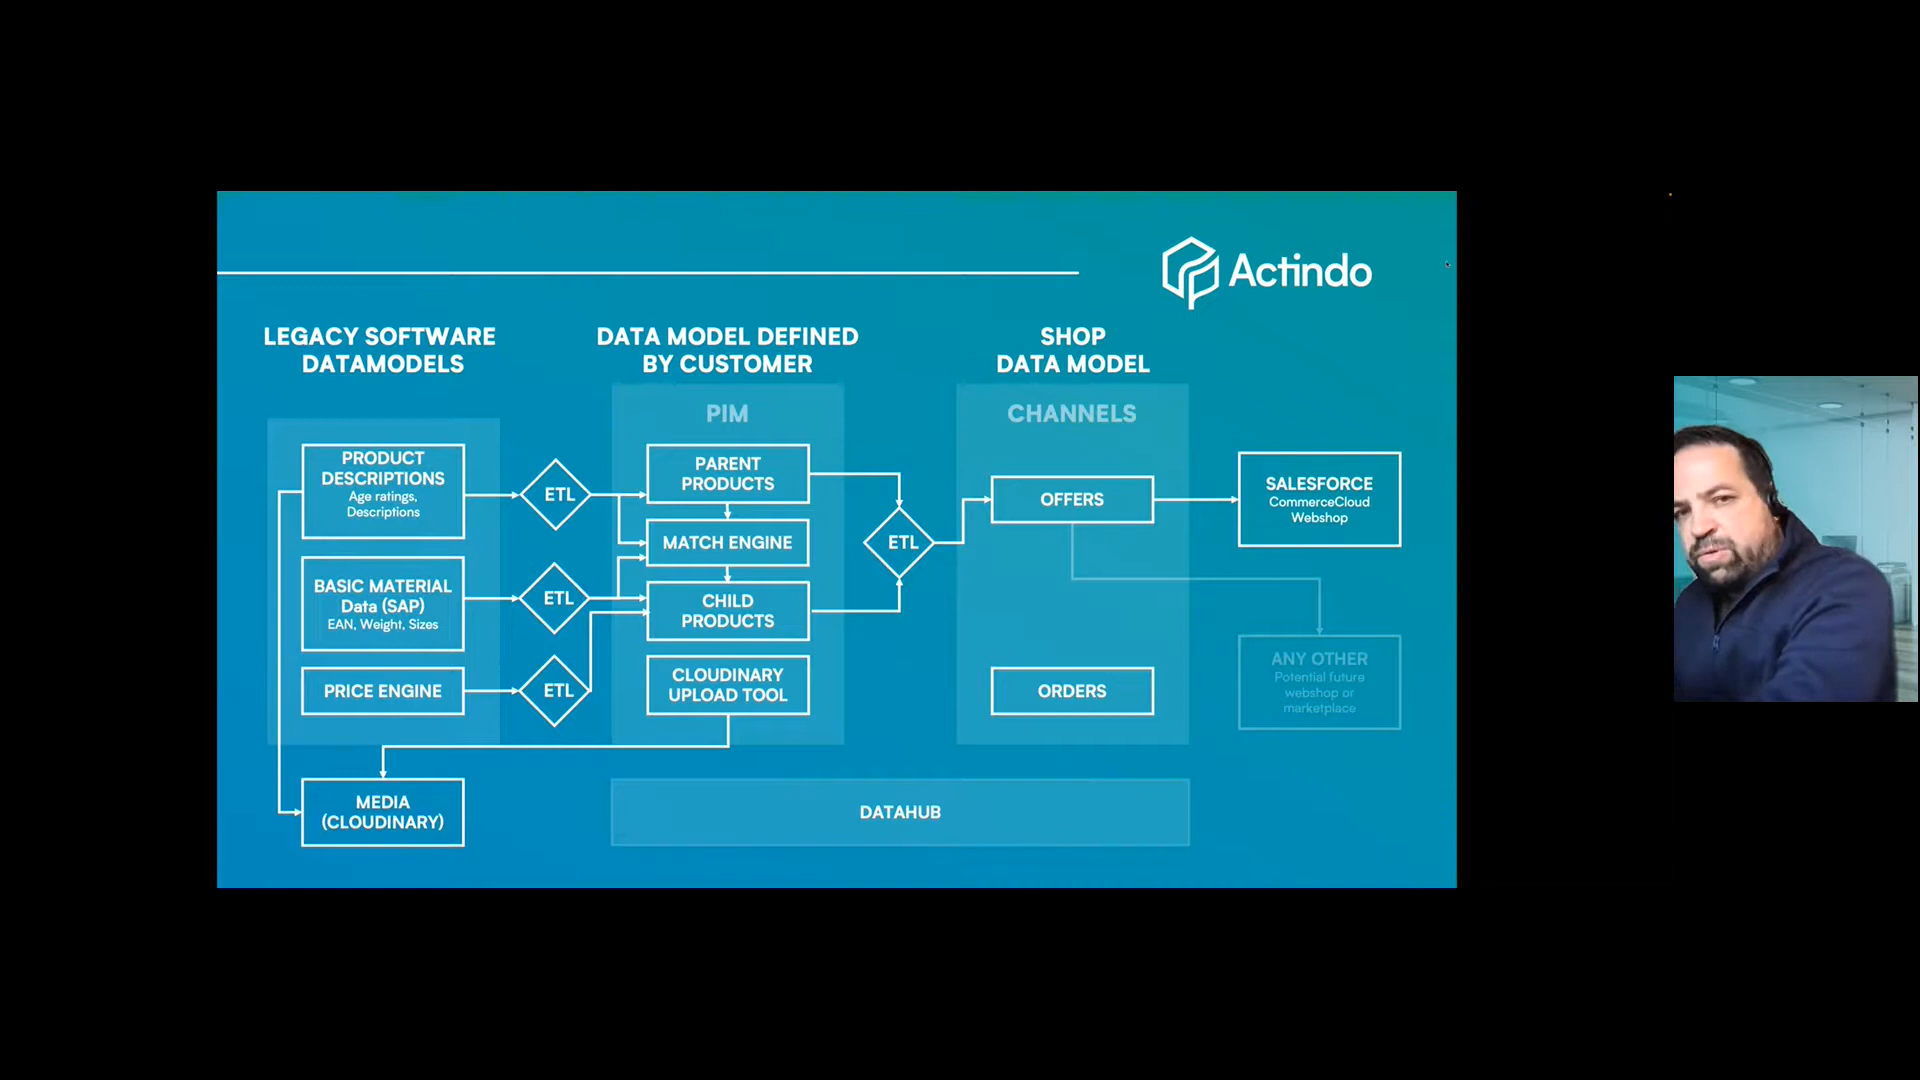 Actindo
LEGACY SOFTWARE
DATAMODELS
DATA MODEL DEFINED
BY CUSTOMER
SHOP
DATA MODEL
PIM
CHANNELS
PRODUCT
DESCRIPTIONS
Age ratings,
Descriptions
ETL
PARENT
PRODUCTS
OFFERS
SALESFORCE
CommerceCloud
Webshop
MATCH ENGINE
ETL
BASIC MATERIAL
Data (SAP)
EAN, Weight, Sizes
ETL
CHILD
PRODUCTS
PRICE ENGINE
ETL
CLOUDINARY
UPLOAD TOOL
ORDERS
ANY OTHER
Potential future
webshop or
marketplace
MEDIA
(CLOUDINARY)
DATAHUB